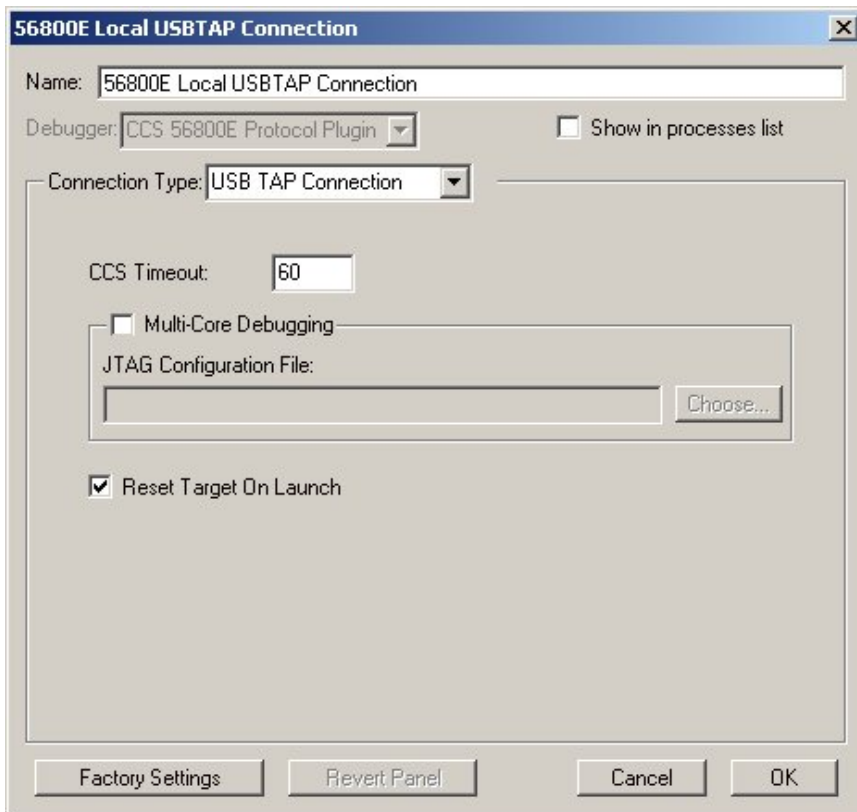 56800E Local USBTAP Connection
Name: 56800E Local USBTAP Connection
Debugger: CCS 56800E Protocol Plugin Show in processes list
Connection Type: USB TAP Connection
CCS Timeout: 60
Multi-Core Debugging
JTAG Configuration File:
Choose...
Reset Target On Launch
Factory Settings Revert Panel Cancel OK